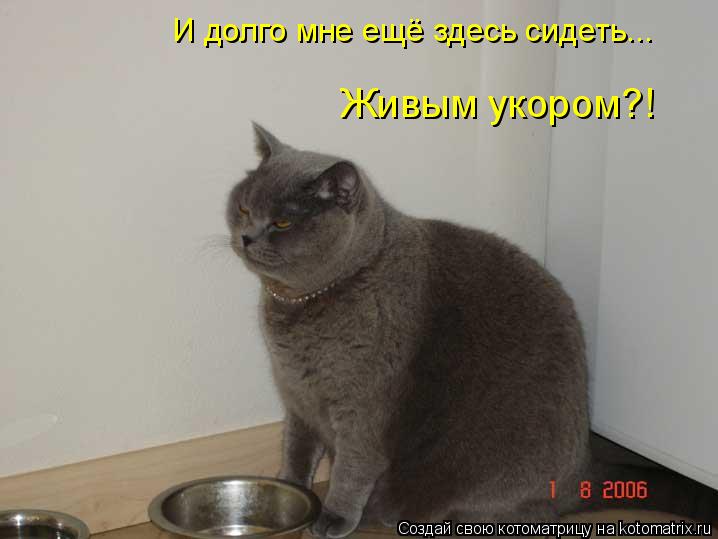 И долго мне ещё здесь сидеть...
Живым укором?!
1 8 2006
Создай свою котоматрицу на kotomatrix.ru